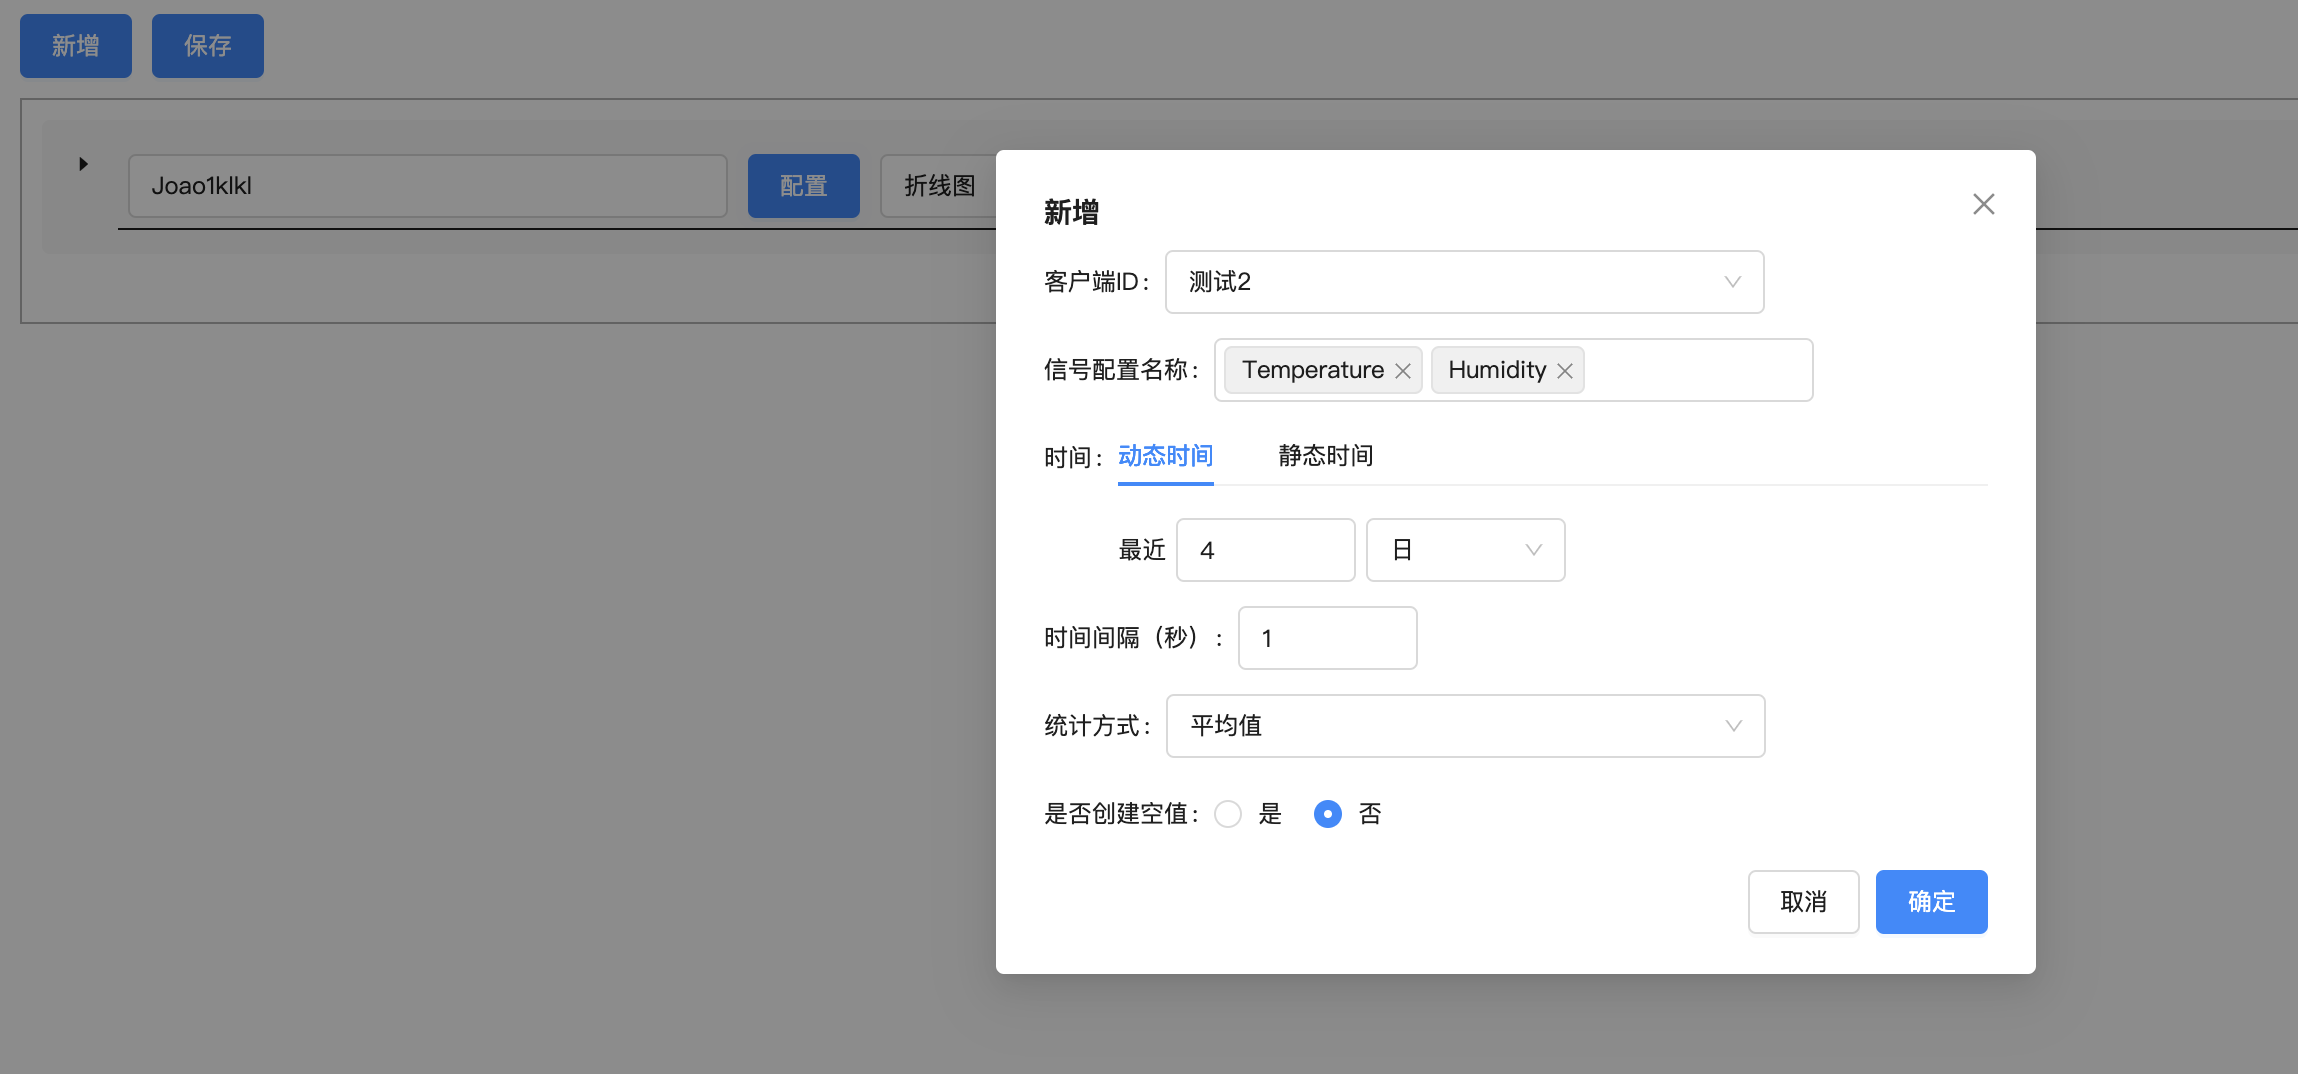 新增 保存
Joao1klkl 配置 折线图
新增
客户端ID: 测试2
信号配置名称: Temperature Humidity
时间: 动态时间 静态时间
最近 4 日
时间间隔（秒）: 1
统计方式: 平均值
是否创建空值: 是 否
取消 确定